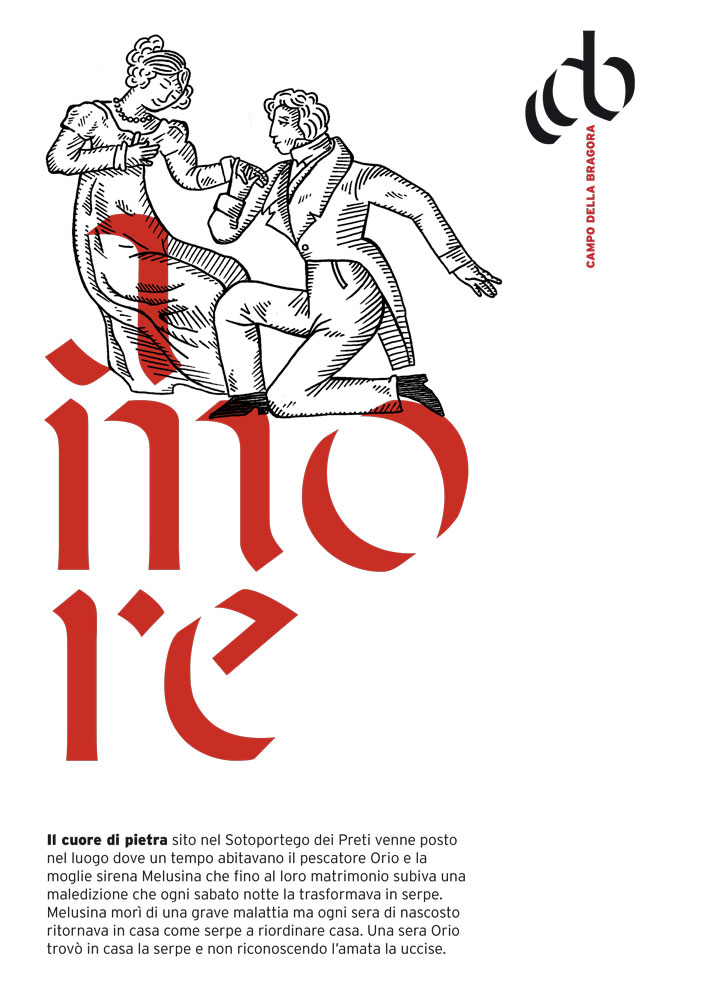 cdb
CAMPO DELLA BRAGORA
a
mo
re
Il cuore di pietra sito nel Sotoportego dei Preti venne posto
nel luogo dove un tempo abitavano il pescatore Orio e la
moglie sirena Melusina che fino al loro matrimonio subiva una
maledizione che ogni sabato notte la trasformava in serpe.
Melusina morì di una grave malattia ma ogni sera di nascosto
ritornava in casa come serpe a riordinare casa. Una sera Orio
trovò in casa la serpe e non riconoscendo l'amata la uccise.